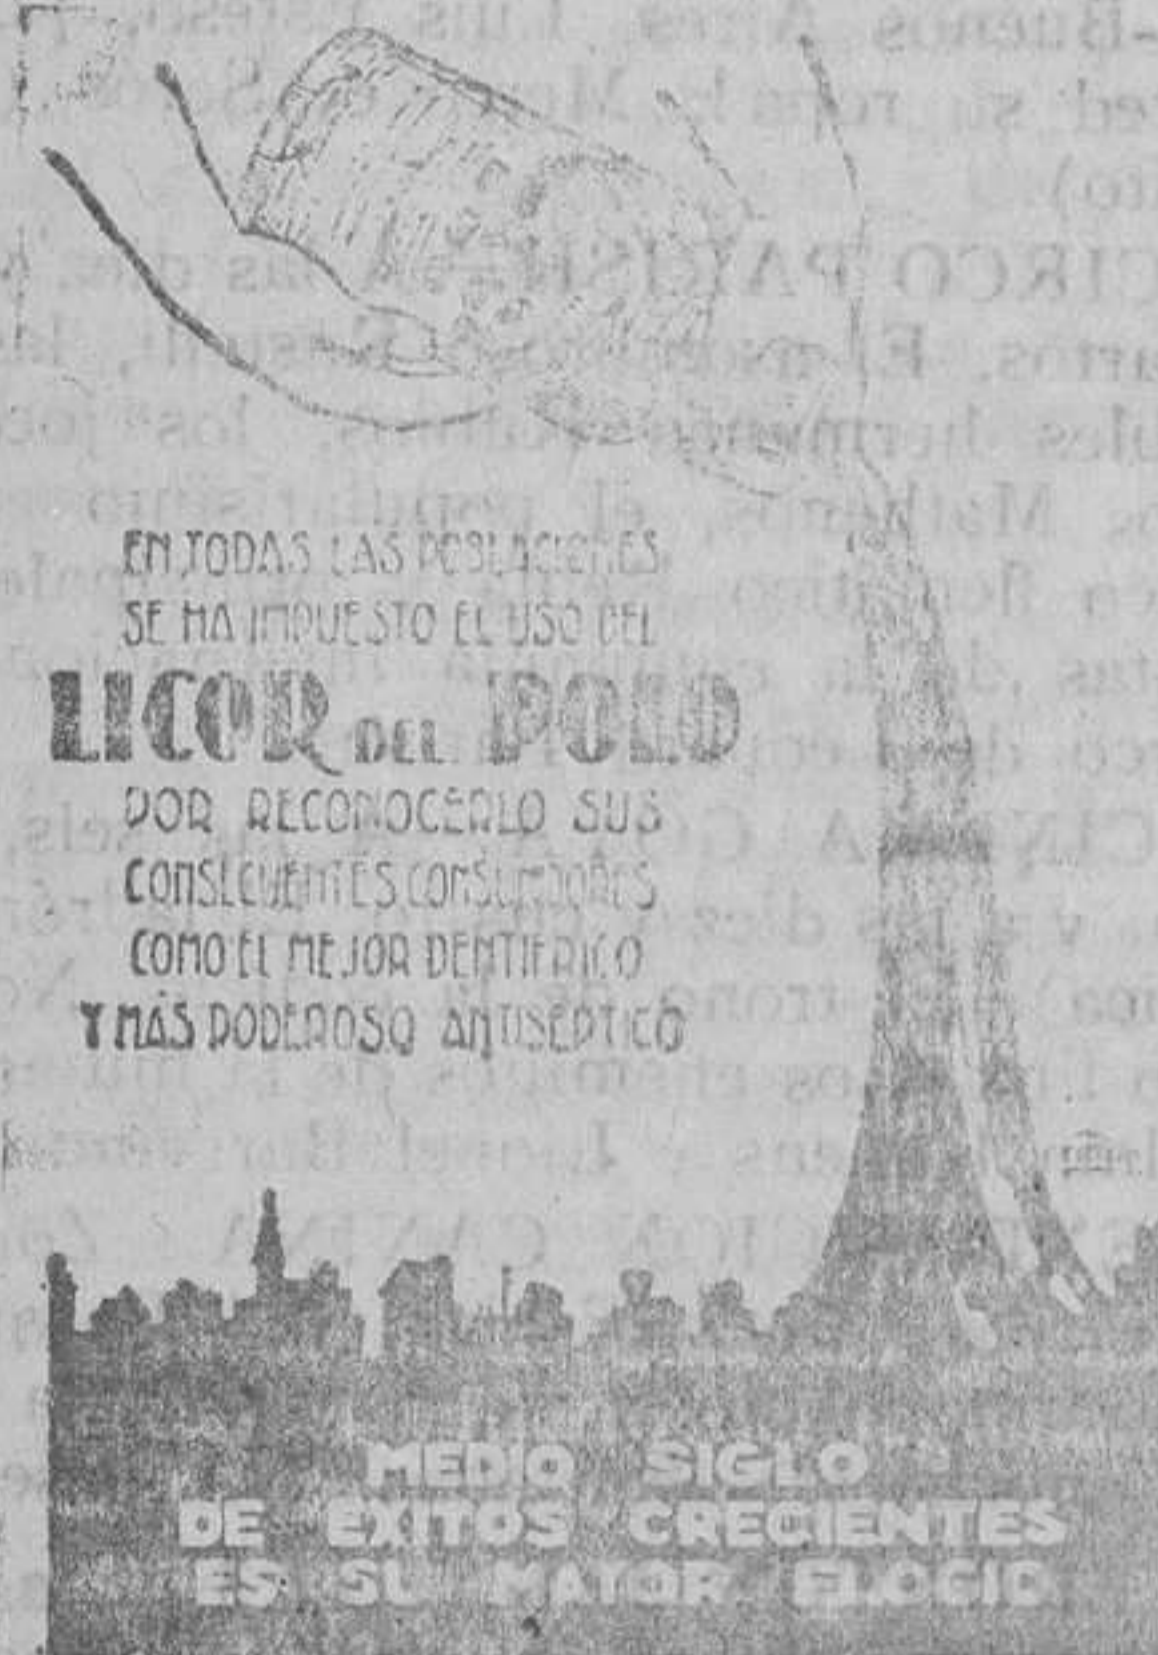 EN TODAS LAS POBLACIONES
SE HA IMPUESTO EL USO DEL
LICOR DEL POLO
POR RECONOCERLO SUS
CONSECUENTES CONSUMIDORES
COMO EL MEJOR DENTIFRICO
Y MÁS PODEROSO ANTISÉPTICO
MEDIO SIGLO
DE EXITOS CRECIENTES
ES SU MAYOR ELOGIO